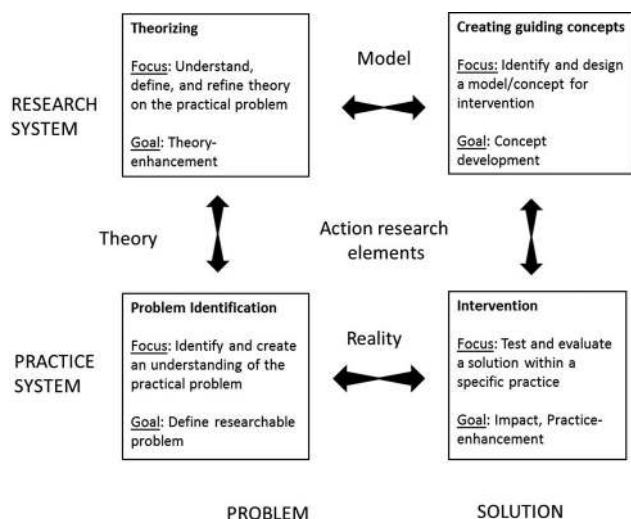 Theorizing
Focus: Understand,
define, and refine theory
on the practical problem
Goal: Theory-
enhancement
Model
Creating guiding concepts
Focus: Identify and design
a model/concept for
intervention
Goal: Concept
development
RESEARCH
SYSTEM
Theory
Action research
elements
Problem Identification
Focus: Identify and create
an understanding of the
practical problem
Goal: Define researchable
problem
Reality
Intervention
Focus: Test and evaluate
a solution within a
specific practice
Goal: Impact, Practice-
enhancement
PRACTICE
SYSTEM
PROBLEM
SOLUTION